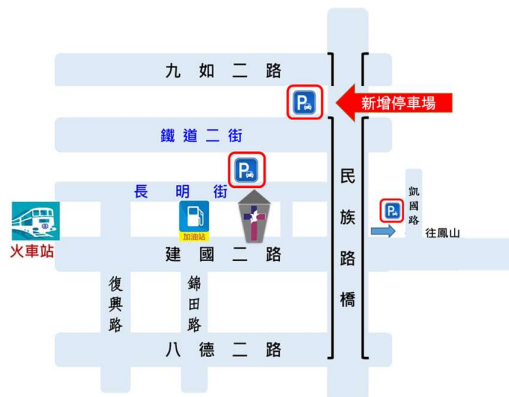 九如二路
P
新增停車場
鐵道二街
P
長明街
民族路橋
凱國路
P
加油站
往鳳山
火車站
建國二路
復興路
錦田路
八德二路